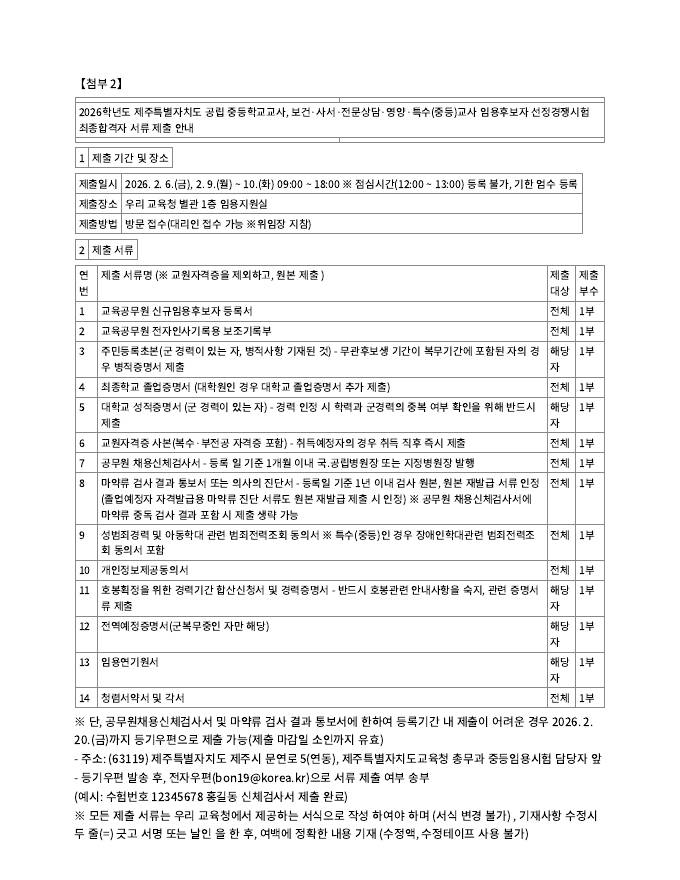 【첨부 2】
2026학년도 제주특별자치도 공립 중등학교교사, 보건·사서·전문상담·영양·특수(중등)교사 임용후보자 선정경쟁시험
최종합격자 서류 제출 안내
1 제출 기간 및 장소
제출일시 2026. 2. 6.(금), 2. 9.(월) ~ 10.(화) 09:00 ~ 18:00 ※ 점심시간(12:00 ~ 13:00) 등록 불가, 기한 엄수 등록
제출장소 우리 교육청 별관 1층 임용지원실
제출방법 방문 접수(대리인 접수 가능 ※위임장 지참)
2 제출 서류
연 제출 서류명 (※ 교원자격증을 제외하고, 원본 제출 ) 제출 제출
번 대상 부수
1 교육공무원 신규임용후보자 등록서 전체 1부
2 교육공무원 전자인사기록용 보조기록부 전체 1부
3 주민등록초본(군 경력이 있는 자, 병적사항 기재된 것) - 무관후보생 기간이 복무기간에 포함된 자의 경 해당 1부
우 병적증명서 제출 자
4 최종학교 졸업증명서 (대학원인 경우 대학교 졸업증명서 추가 제출) 전체 1부
5 대학교 성적증명서 (군 경력이 있는 자) - 경력 인정 시 학력과 군경력의 중복 여부 확인을 위해 반드시 해당 1부
제출 자
6 교원자격증 사본(복수·부전공 자격증 포함) - 취득예정자의 경우 취득 직후 즉시 제출 전체 1부
7 공무원 채용신체검사서 - 등록 일 기준 1개월 이내 국.공립병원장 또는 지정병원장 발행 전체 1부
8 마약류 검사 결과 통보서 또는 의사의 진단서 - 등록일 기준 1년 이내 검사 원본, 원본 재발급 서류 인정 전체 1부
(졸업예정자 자격발급용 마약류 진단 서류도 원본 재발급 제출 시 인정) ※ 공무원 채용신체검사서에
마약류 중독 검사 결과 포함 시 제출 생략 가능
9 성범죄경력 및 아동학대 관련 범죄전력조회 동의서 ※ 특수(중등)인 경우 장애인학대관련 범죄전력조 전체 1부
회 동의서 포함
10 개인정보제공동의서 전체 1부
11 호봉획정을 위한 경력기간 합산신청서 및 경력증명서 - 반드시 호봉관련 안내사항을 숙지, 관련 증명서 해당 1부
류 제출 자
12 전역예정증명서(군복무중인 자만 해당) 해당 1부
자
13 임용연기원서 해당 1부
자
14 청렴서약서 및 각서 전체 1부
※ 단, 공무원채용신체검사서 및 마약류 검사 결과 통보서에 한하여 등록기간 내 제출이 어려운 경우 2026. 2.
20.(금)까지 등기우편으로 제출 가능(제출 마감일 소인까지 유효)
- 주소: (63119) 제주특별자치도 제주시 문연로 5(연동), 제주특별자치도교육청 총무과 중등임용시험 담당자 앞
- 등기우편 발송 후, 전자우편(bon19@korea.kr)으로 서류 제출 여부 송부
(예시: 수험번호 12345678 홍길동 신체검사서 제출 완료)
※ 모든 제출 서류는 우리 교육청에서 제공하는 서식으로 작성 하여야 하며 (서식 변경 불가) , 기재사항 수정시
두 줄(=) 긋고 서명 또는 날인 을 한 후, 여백에 정확한 내용 기재 (수정액, 수정테이프 사용 불가)